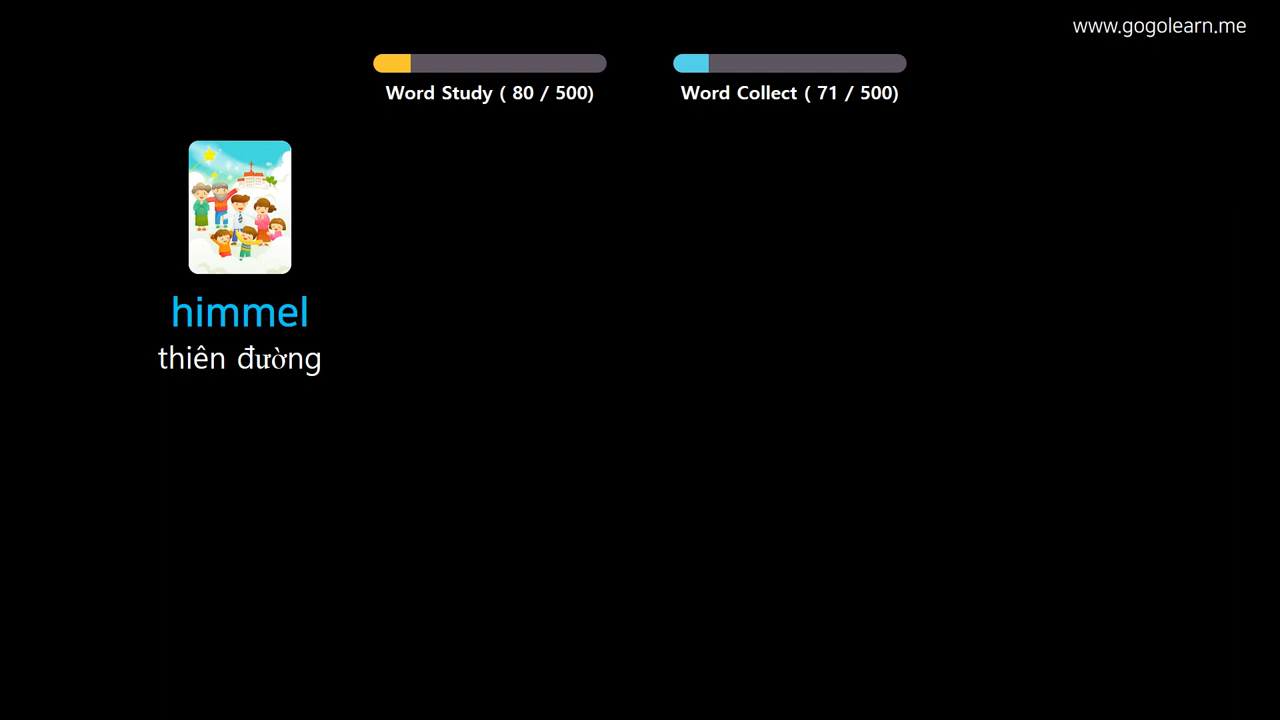 www.gogolearn.me
Word Study ( 80 / 500)
Word Collect ( 71 / 500)
himmel
thiên đường